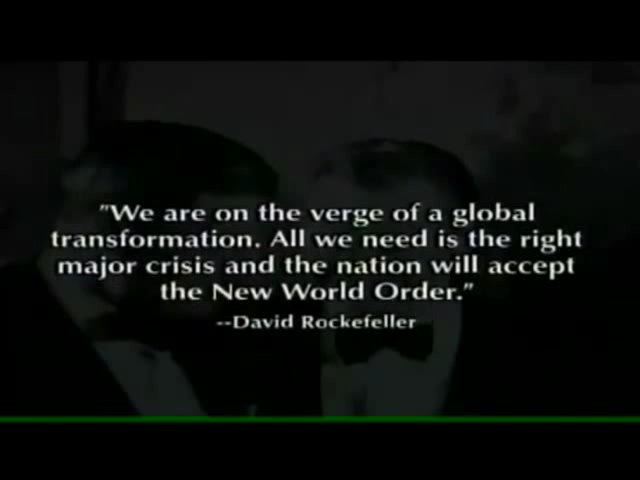 "We are on the verge of a global
transformation. All we need is the right
major crisis and the nation will accept
the New World Order."
--David Rockefeller